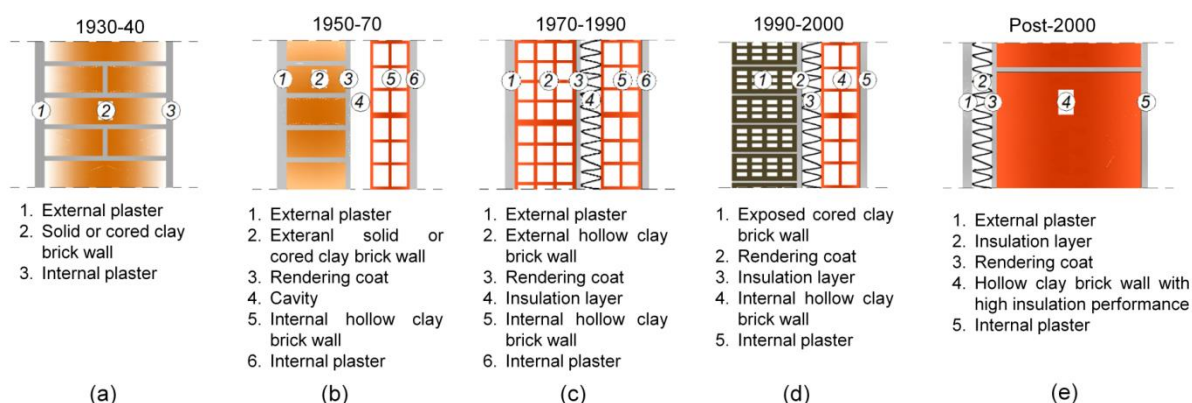 1930-40
1
2
3
1. External plaster
2. Solid or cored clay
brick wall
3. Internal plaster
(a)
1950-70
1
2
3
4
5
6
1. External plaster
2. Exteranl solid or
cored clay brick wall
3. Rendering coat
4. Cavity
5. Internal hollow clay
brick wall
6. Internal plaster
(b)
1970-1990
1
2
3
4
5
6
1. External plaster
2. External hollow clay
brick wall
3. Rendering coat
4. Insulation layer
5. Internal hollow clay
brick wall
6. Internal plaster
(c)
1990-2000
1
2
3
4
5
1. Exposed cored clay
brick wall
2. Rendering coat
3. Insulation layer
4. Internal hollow clay
brick wall
5. Internal plaster
(d)
Post-2000
1
2
3
4
5
1. External plaster
2. Insulation layer
3. Rendering coat
4. Hollow clay brick wall with
high insulation performance
5. Internal plaster
(e)